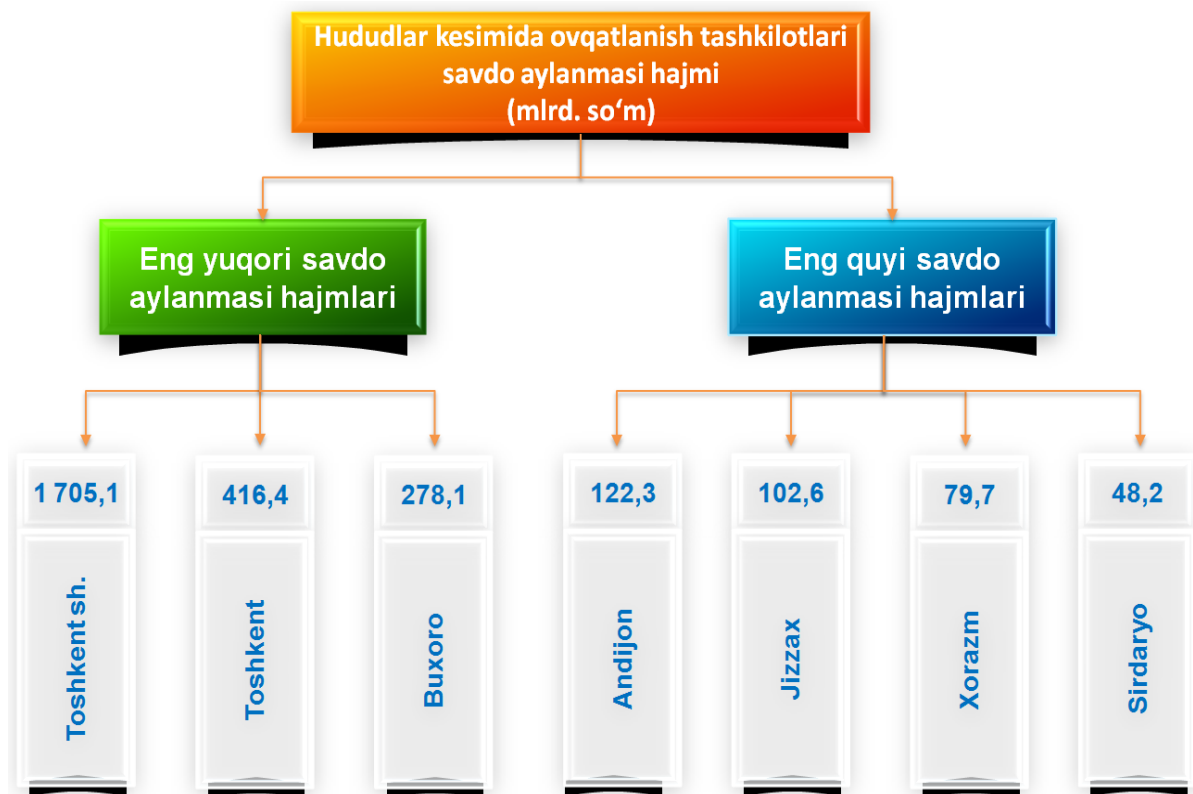 Hududlar kesimida ovqatlanish tashkilotlari
savdo aylanmasi hajmi
(mlrd. so‘m)
Eng yuqori savdo
aylanmasi hajmlari
Eng quyi savdo
aylanmasi hajmlari
1 705,1
416,4
278,1
122,3
102,6
79,7
48,2
Toshkent sh.
Toshkent
Buxoro
Andijon
Jizzax
Xorazm
Sirdaryo